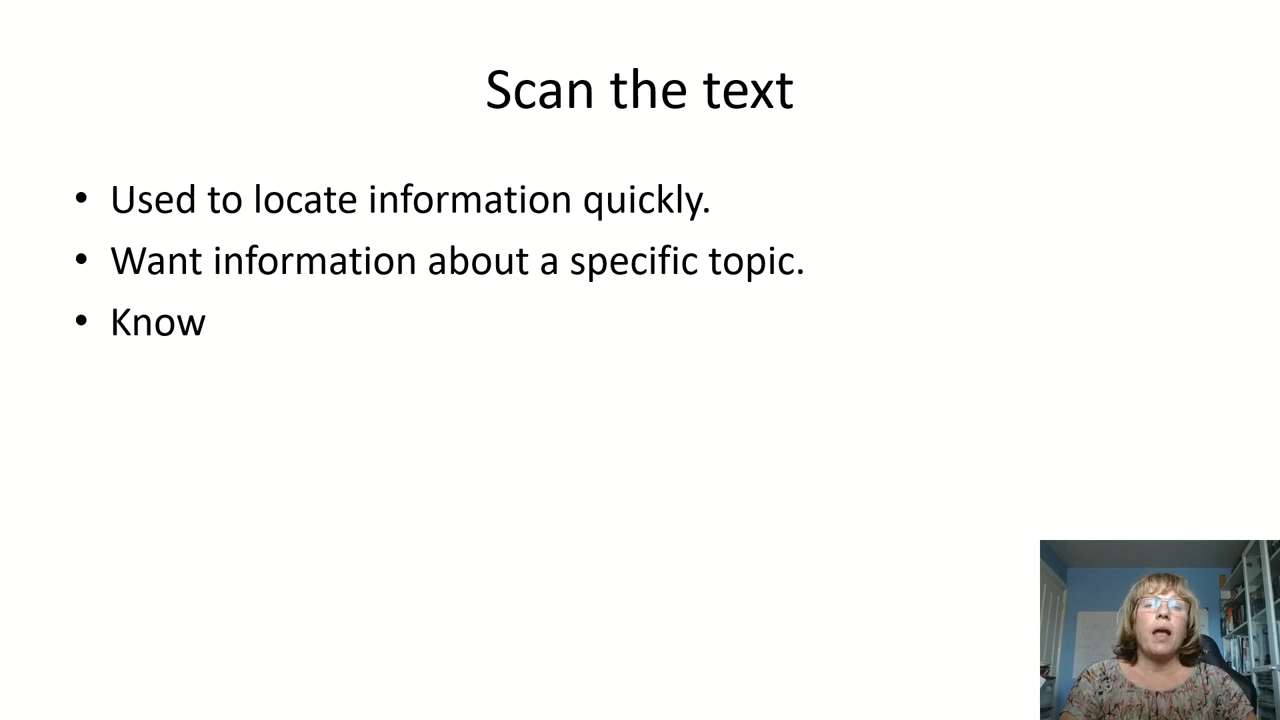 Scan the text
• Used to locate information quickly.
• Want information about a specific topic.
• Know